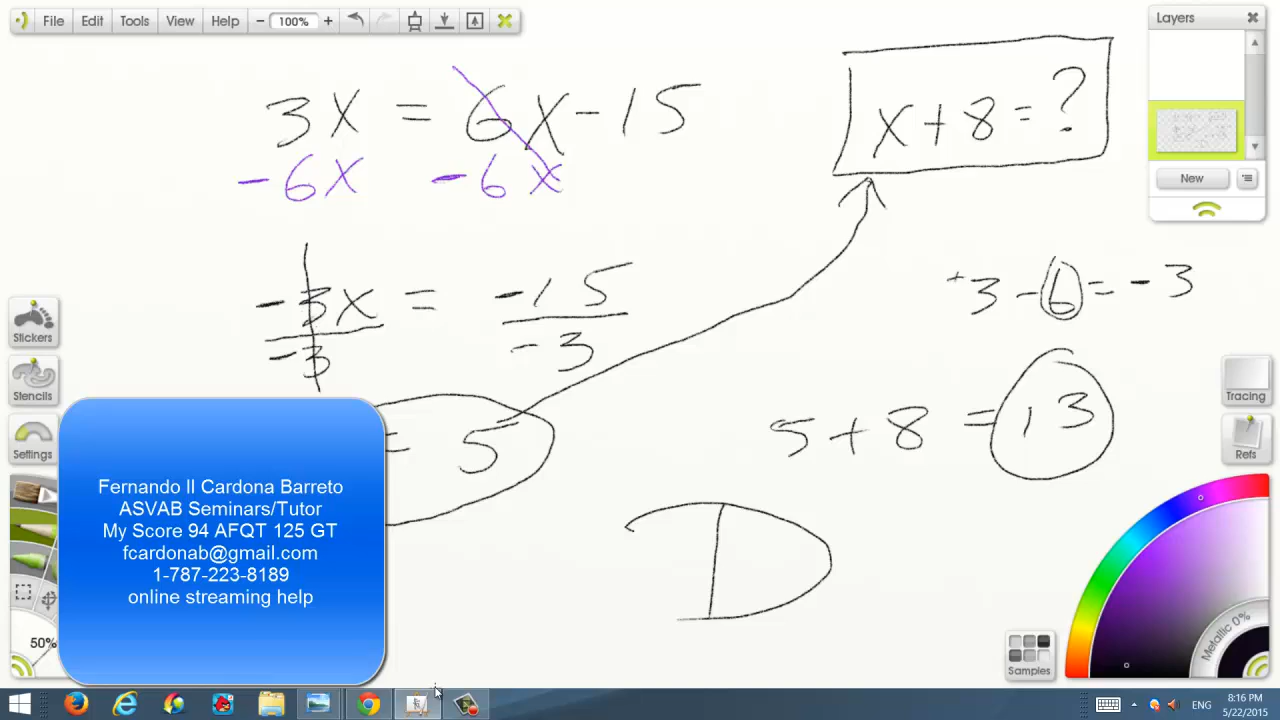 File Edit Tools View Help 100%
Layers
3x = 6x - 15
-6x -6x
x + 8 = ?
New
-3x = -15
-3 -3
+3 - 6 = -3
Stickers
Stencils
Settings
Tracing
Refs
= 5
5 + 8 = 13
D
Fernando II Cardona Barreto
ASVAB Seminars/Tutor
My Score 94 AFQT 125 GT
fcardonab@gmail.com
1-787-223-8189
online streaming help
50%
Metallic 0%
Samples
ENG
8:16 PM
5/22/2015